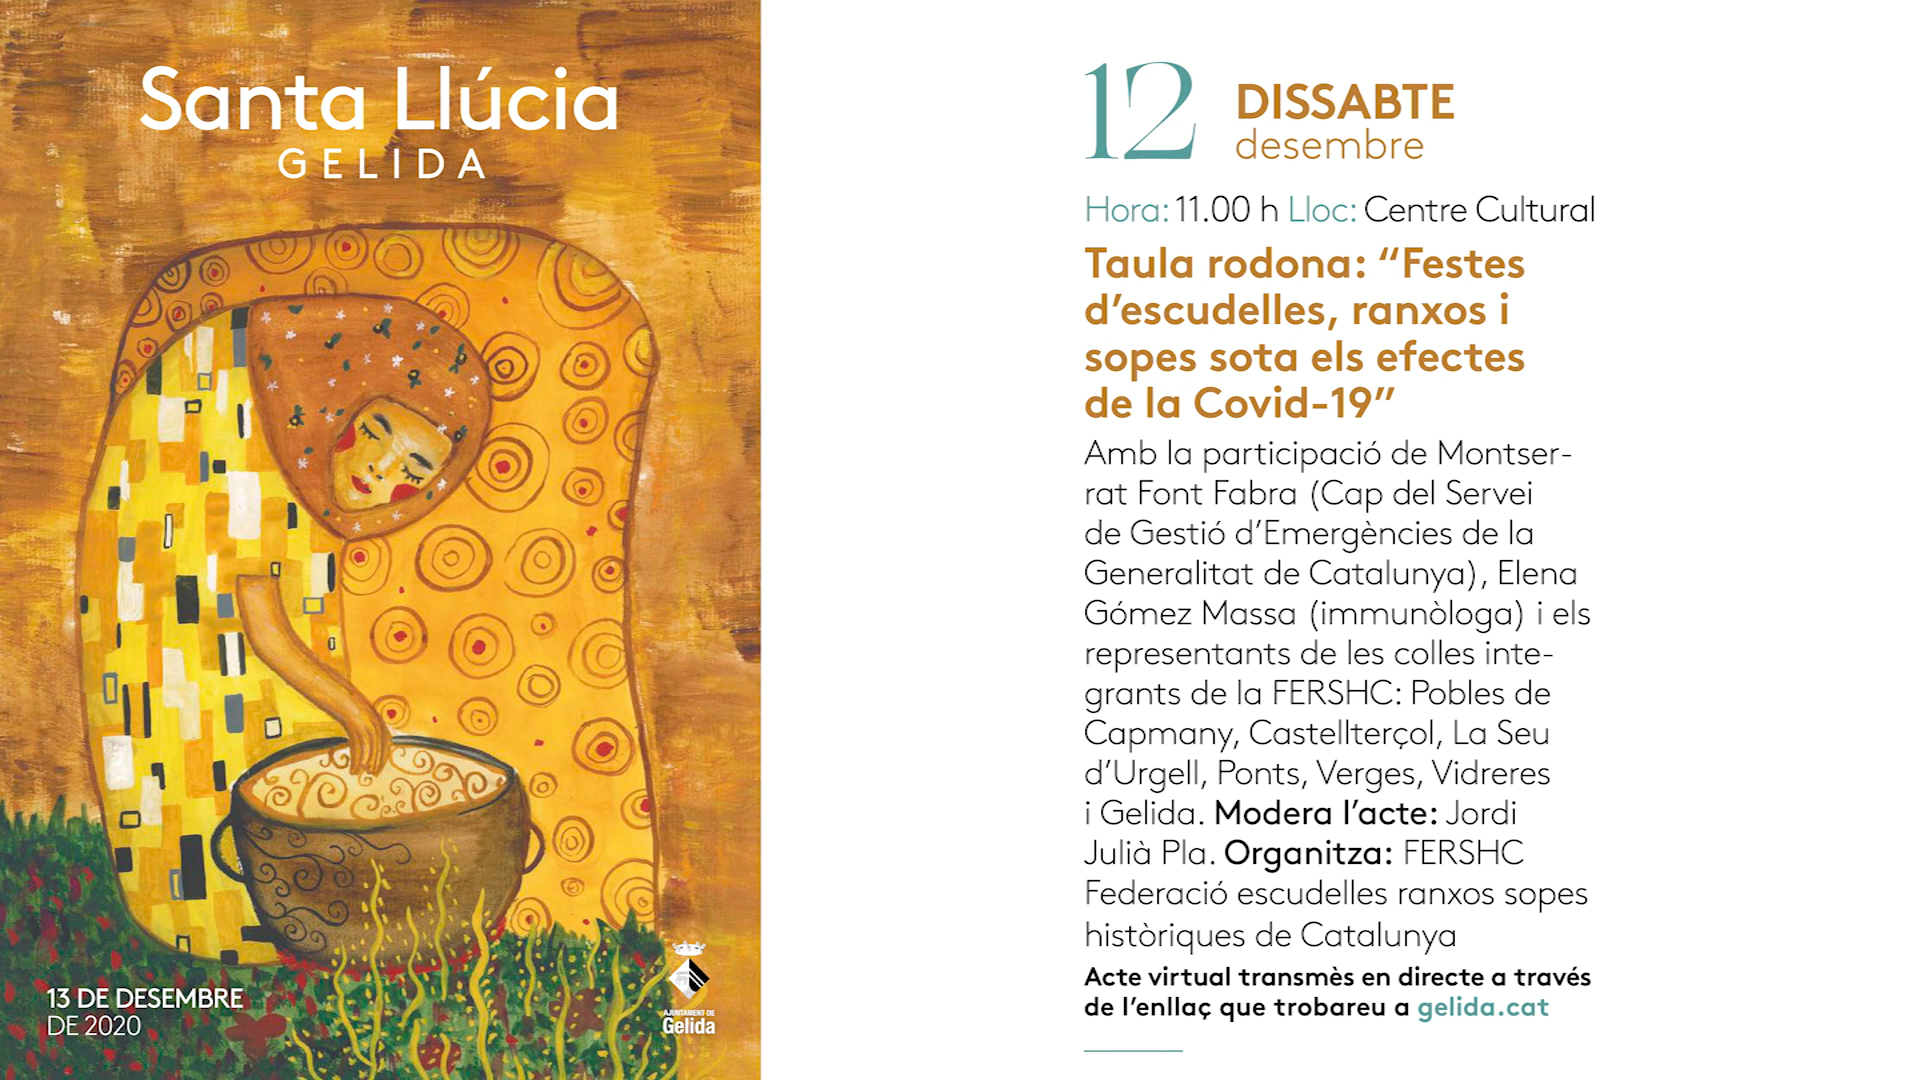 Santa Llúcia
GELIDA
13 DE DESEMBRE
DE 2020
AJUNTAMENT DE
Gelida
12
DISSABTE
desembre
Hora: 11.00 h Lloc: Centre Cultural
Taula rodona: “Festes
d’escudelles, ranxos i
sopes sota els efectes
de la Covid-19”
Amb la participació de Montser-
rat Font Fabra (Cap del Servei
de Gestió d’Emergències de la
Generalitat de Catalunya), Elena
Gómez Massa (immunòloga) i els
representants de les colles inte-
grants de la FERSHC: Pobles de
Capmany, Castellterçol, La Seu
d’Urgell, Ponts, Verges, Vidreres
i Gelida. Modera l’acte: Jordi
Julià Pla. Organitza: FERSHC
Federació escudelles ranxos sopes
històriques de Catalunya
Acte virtual transmès en directe a través
de l’enllaç que trobareu a gelida.cat